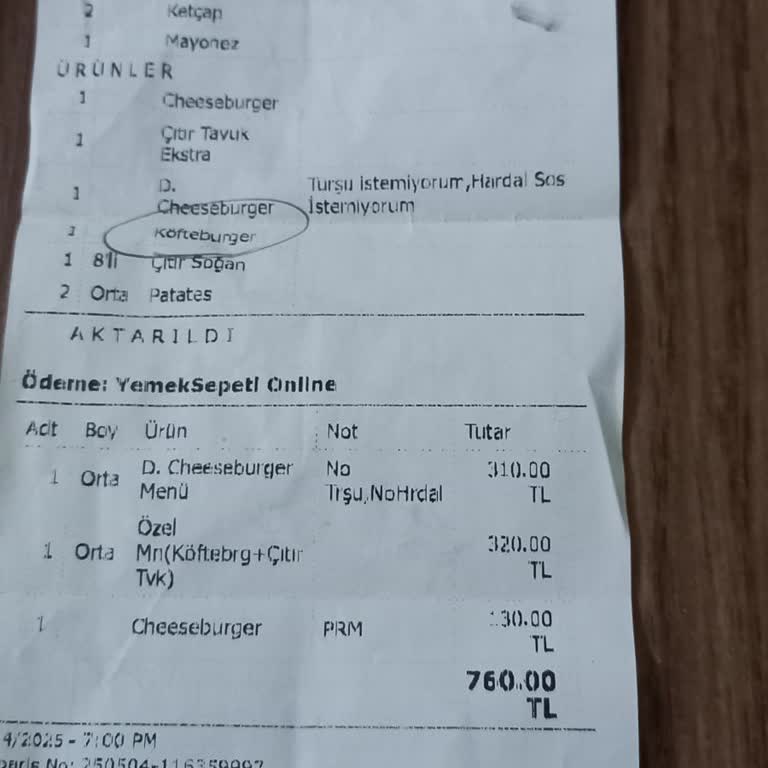 2 Ketçap
1 Mayonez
ÜRÜNLER
1 Cheeseburger
1 Çıtır Tavuk
Ekstra
1 D. Turşu istemiyorum,Hardal Sos
Cheeseburger İstemiyorum
1 Köfteburger
1 8'li Çıtır Soğan
2 Orta Patates
AKTARILDI
Ödeme: YemekSepeti Online
Adt Boy Ürün Not Tutar
1 Orta D. Cheeseburger No 310.00
Menü Trşu,NoHrdal TL
Özel
1 Orta Mn(Köftebrg+Çıtır 320.00
Tvk) TL
1 Cheeseburger PRM 130.00
TL
760.00
TL
4/2025 - 7:00 PM